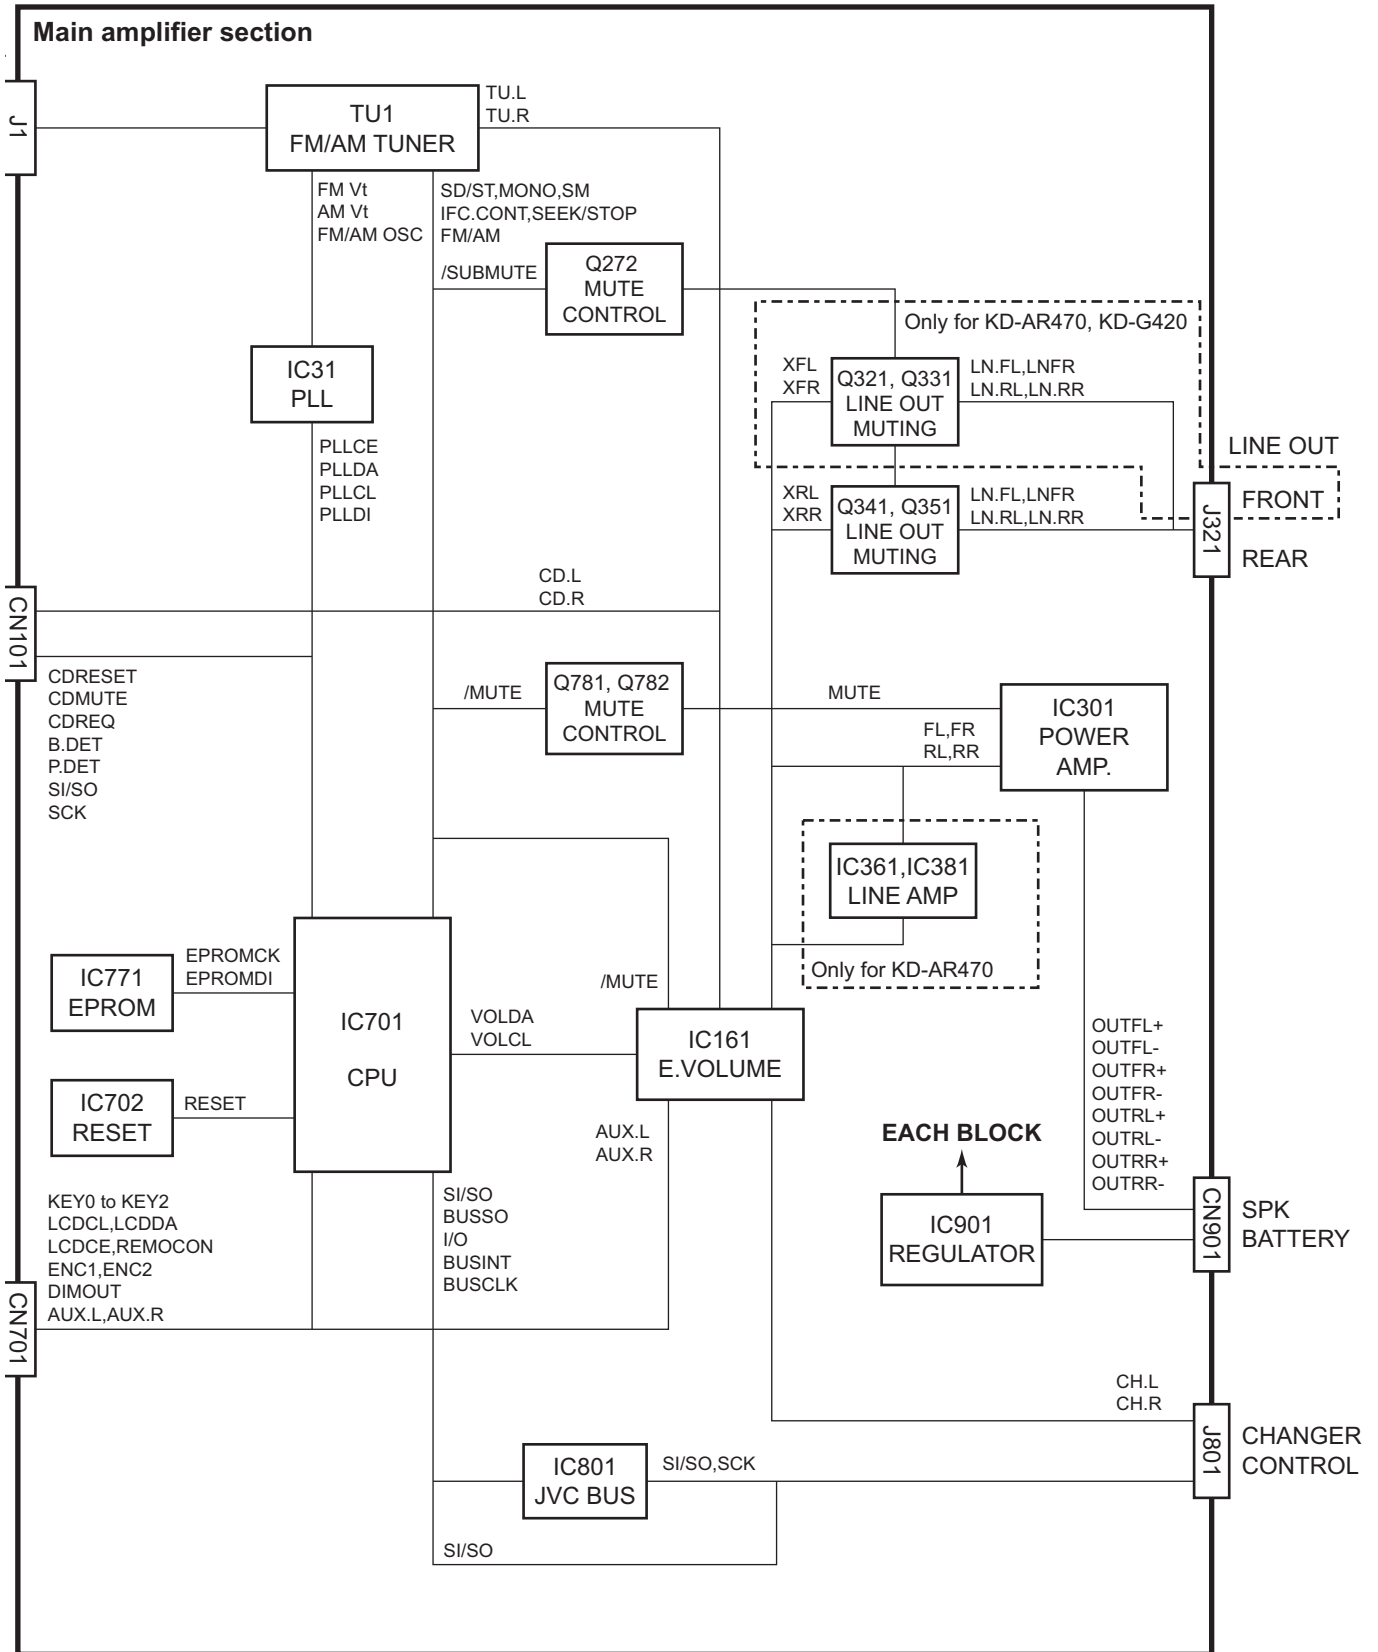 Main amplifier section
J1
TU1
FM/AM TUNER
TU.L
TU.R
FM Vt
AM Vt
FM/AM OSC
SD/ST,MONO,SM
IFC.CONT,SEEK/STOP
FM/AM
/SUBMUTE
Q272
MUTE
CONTROL
Only for KD-AR470, KD-G420
IC31
PLL
XFL
XFR
Q321, Q331
LINE OUT
MUTING
LN.FL,LNFR
LN.RL,LN.RR
PLLCE
PLLDA
PLLCL
PLLDI
LINE OUT
FRONT
J321
REAR
XRL
XRR
Q341, Q351
LINE OUT
MUTING
LN.FL,LNFR
LN.RL,LN.RR
CD.L
CD.R
CN101
CDRESET
CDMUTE
CDREQ
B.DET
P.DET
SI/SO
SCK
/MUTE
Q781, Q782
MUTE
CONTROL
MUTE
FL,FR
RL,RR
IC301
POWER
AMP.
IC361,IC381
LINE AMP
Only for KD-AR470
IC771
EPROM
EPROMCK
EPROMDI
IC701
CPU
/MUTE
VOLDA
VOLCL
IC161
E.VOLUME
IC702
RESET
RESET
AUX.L
AUX.R
OUTFL+
OUTFL-
OUTFR+
OUTFR-
OUTRL+
OUTRL-
OUTRR+
OUTRR-
EACH BLOCK
IC901
REGULATOR
CN901
SPK
BATTERY
KEY0 to KEY2
LCDCL,LCDDA
LCDCE,REMOCON
ENC1,ENC2
DIMOUT
AUX.L,AUX.R
CN701
SI/SO
BUSSO
I/O
BUSINT
BUSCLK
CH.L
CH.R
J801
CHANGER
CONTROL
IC801
JVC BUS
SI/SO,SCK
SI/SO